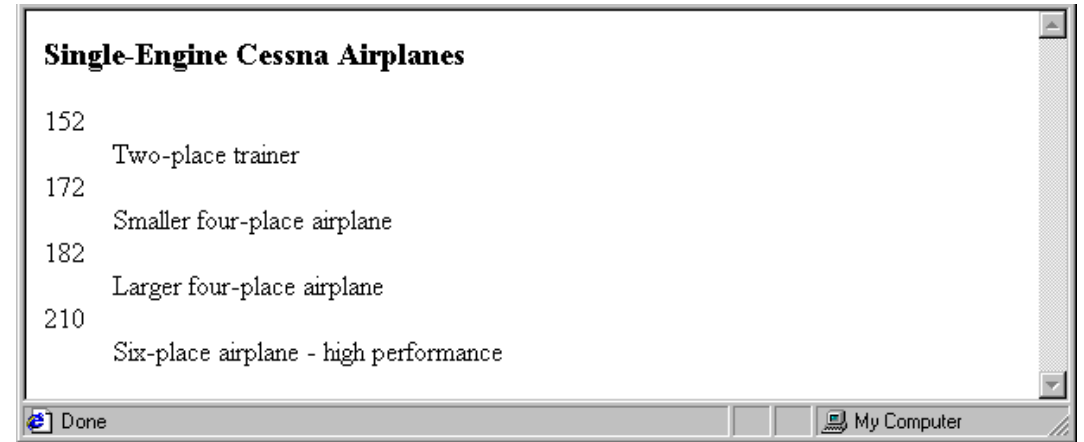 Single-Engine Cessna Airplanes
152
Two-place trainer
172
Smaller four-place airplane
182
Larger four-place airplane
210
Six-place airplane - high performance
Done
My Computer